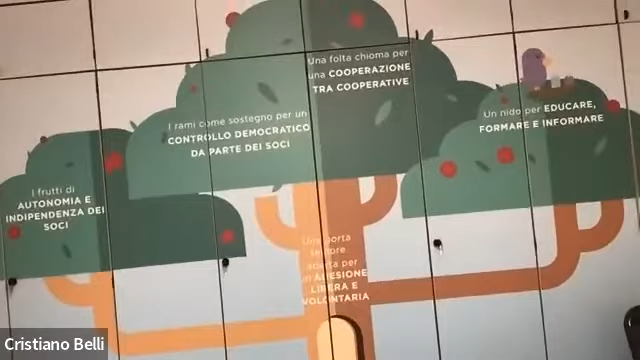 Una folta chioma per
una COOPERAZIONE
TRA COOPERATIVE
I rami come sostegno per un
CONTROLLO DEMOCRATICO
DA PARTE DEI SOCI
Un nido per EDUCARE,
FORMARE E INFORMARE
I frutti di
AUTONOMIA E
INDIPENDENZA DEI
SOCI
Una porta
sempre
aperta per
un'ADESIONE
LIBERA E
VOLONTARIA
Cristiano Belli